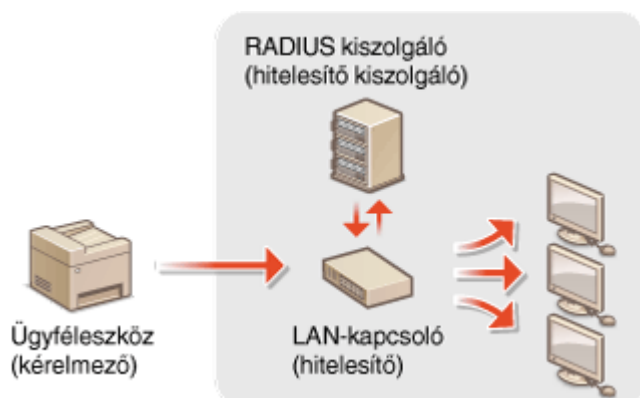 RADIUS kiszolgáló
(hitelesítő kiszolgáló)
Ügyféleszköz
(kérelmező)
LAN-kapcsoló
(hitelesítő)